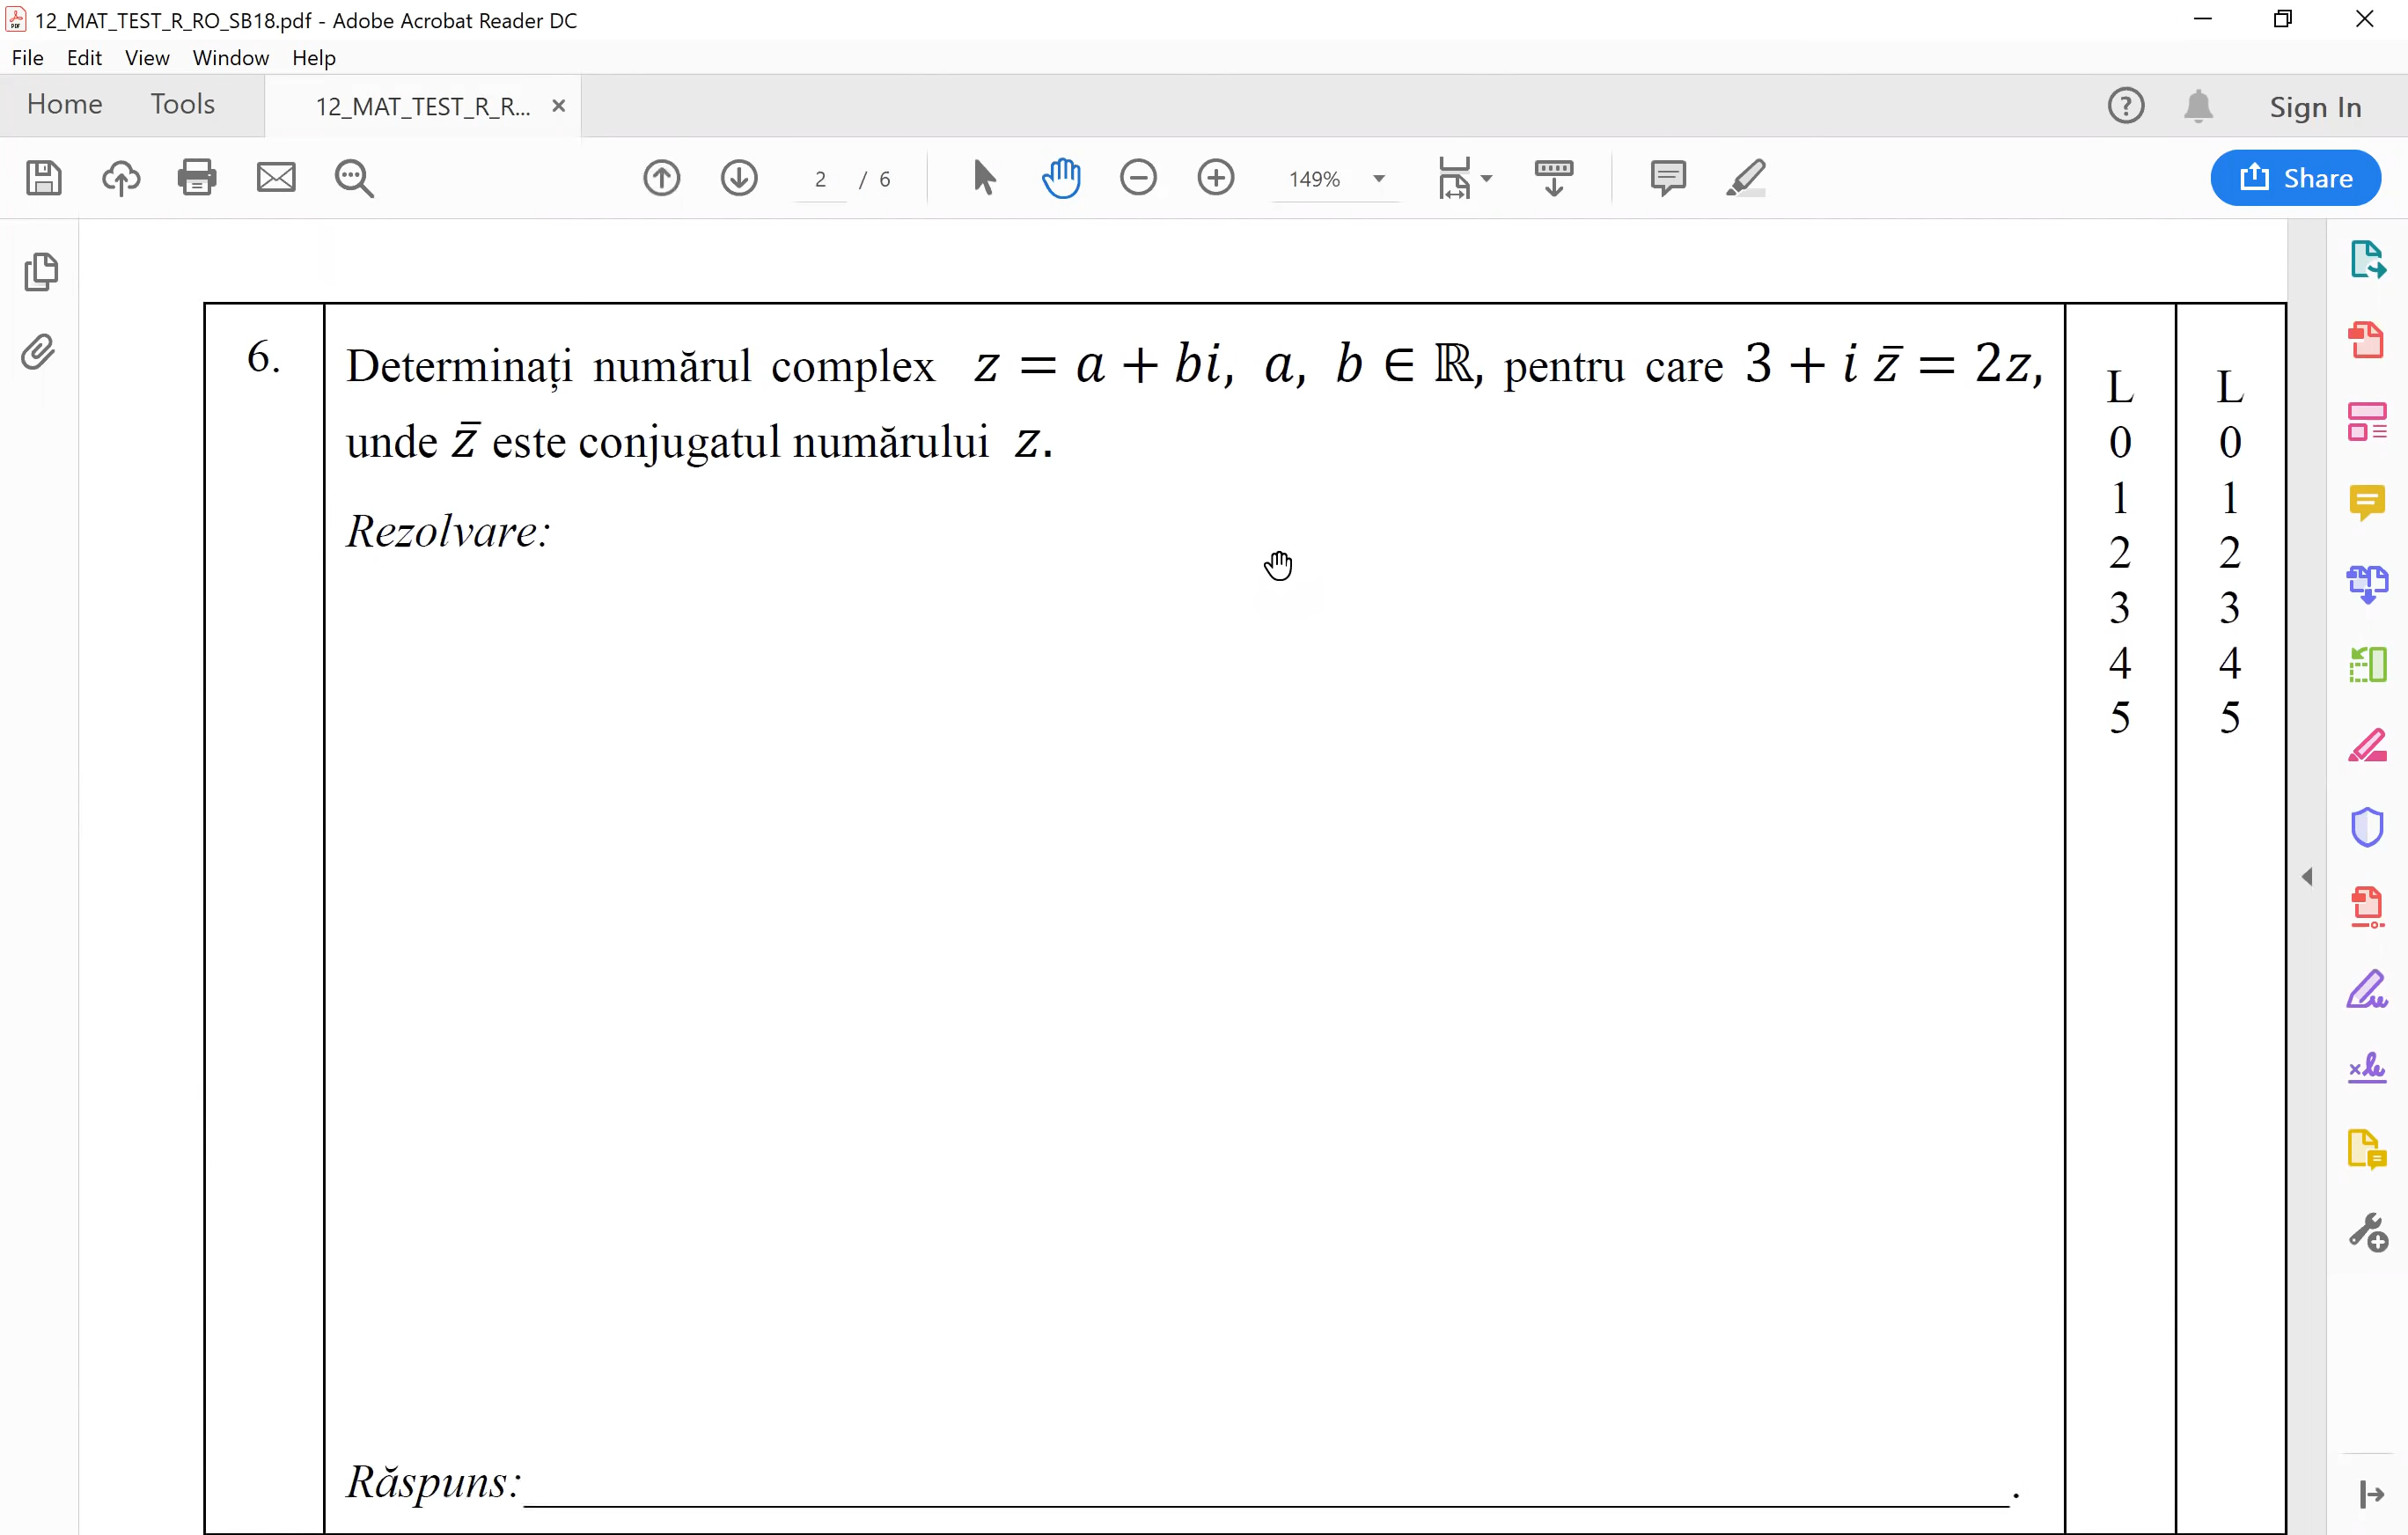 12_MAT_TEST_R_RO_SB18.pdf - Adobe Acrobat Reader DC
File Edit View Window Help
Home Tools 12_MAT_TEST_R_R... × Sign In
2 / 6 149% Share
6. Determinați numărul complex z = a + bi, a, b ∈ ℝ, pentru care 3 + i z̄ = 2z,
unde z̄ este conjugatul numărului z.
Rezolvare:
L L
0 0
1 1
2 2
3 3
4 4
5 5
Răspuns:______________________________.